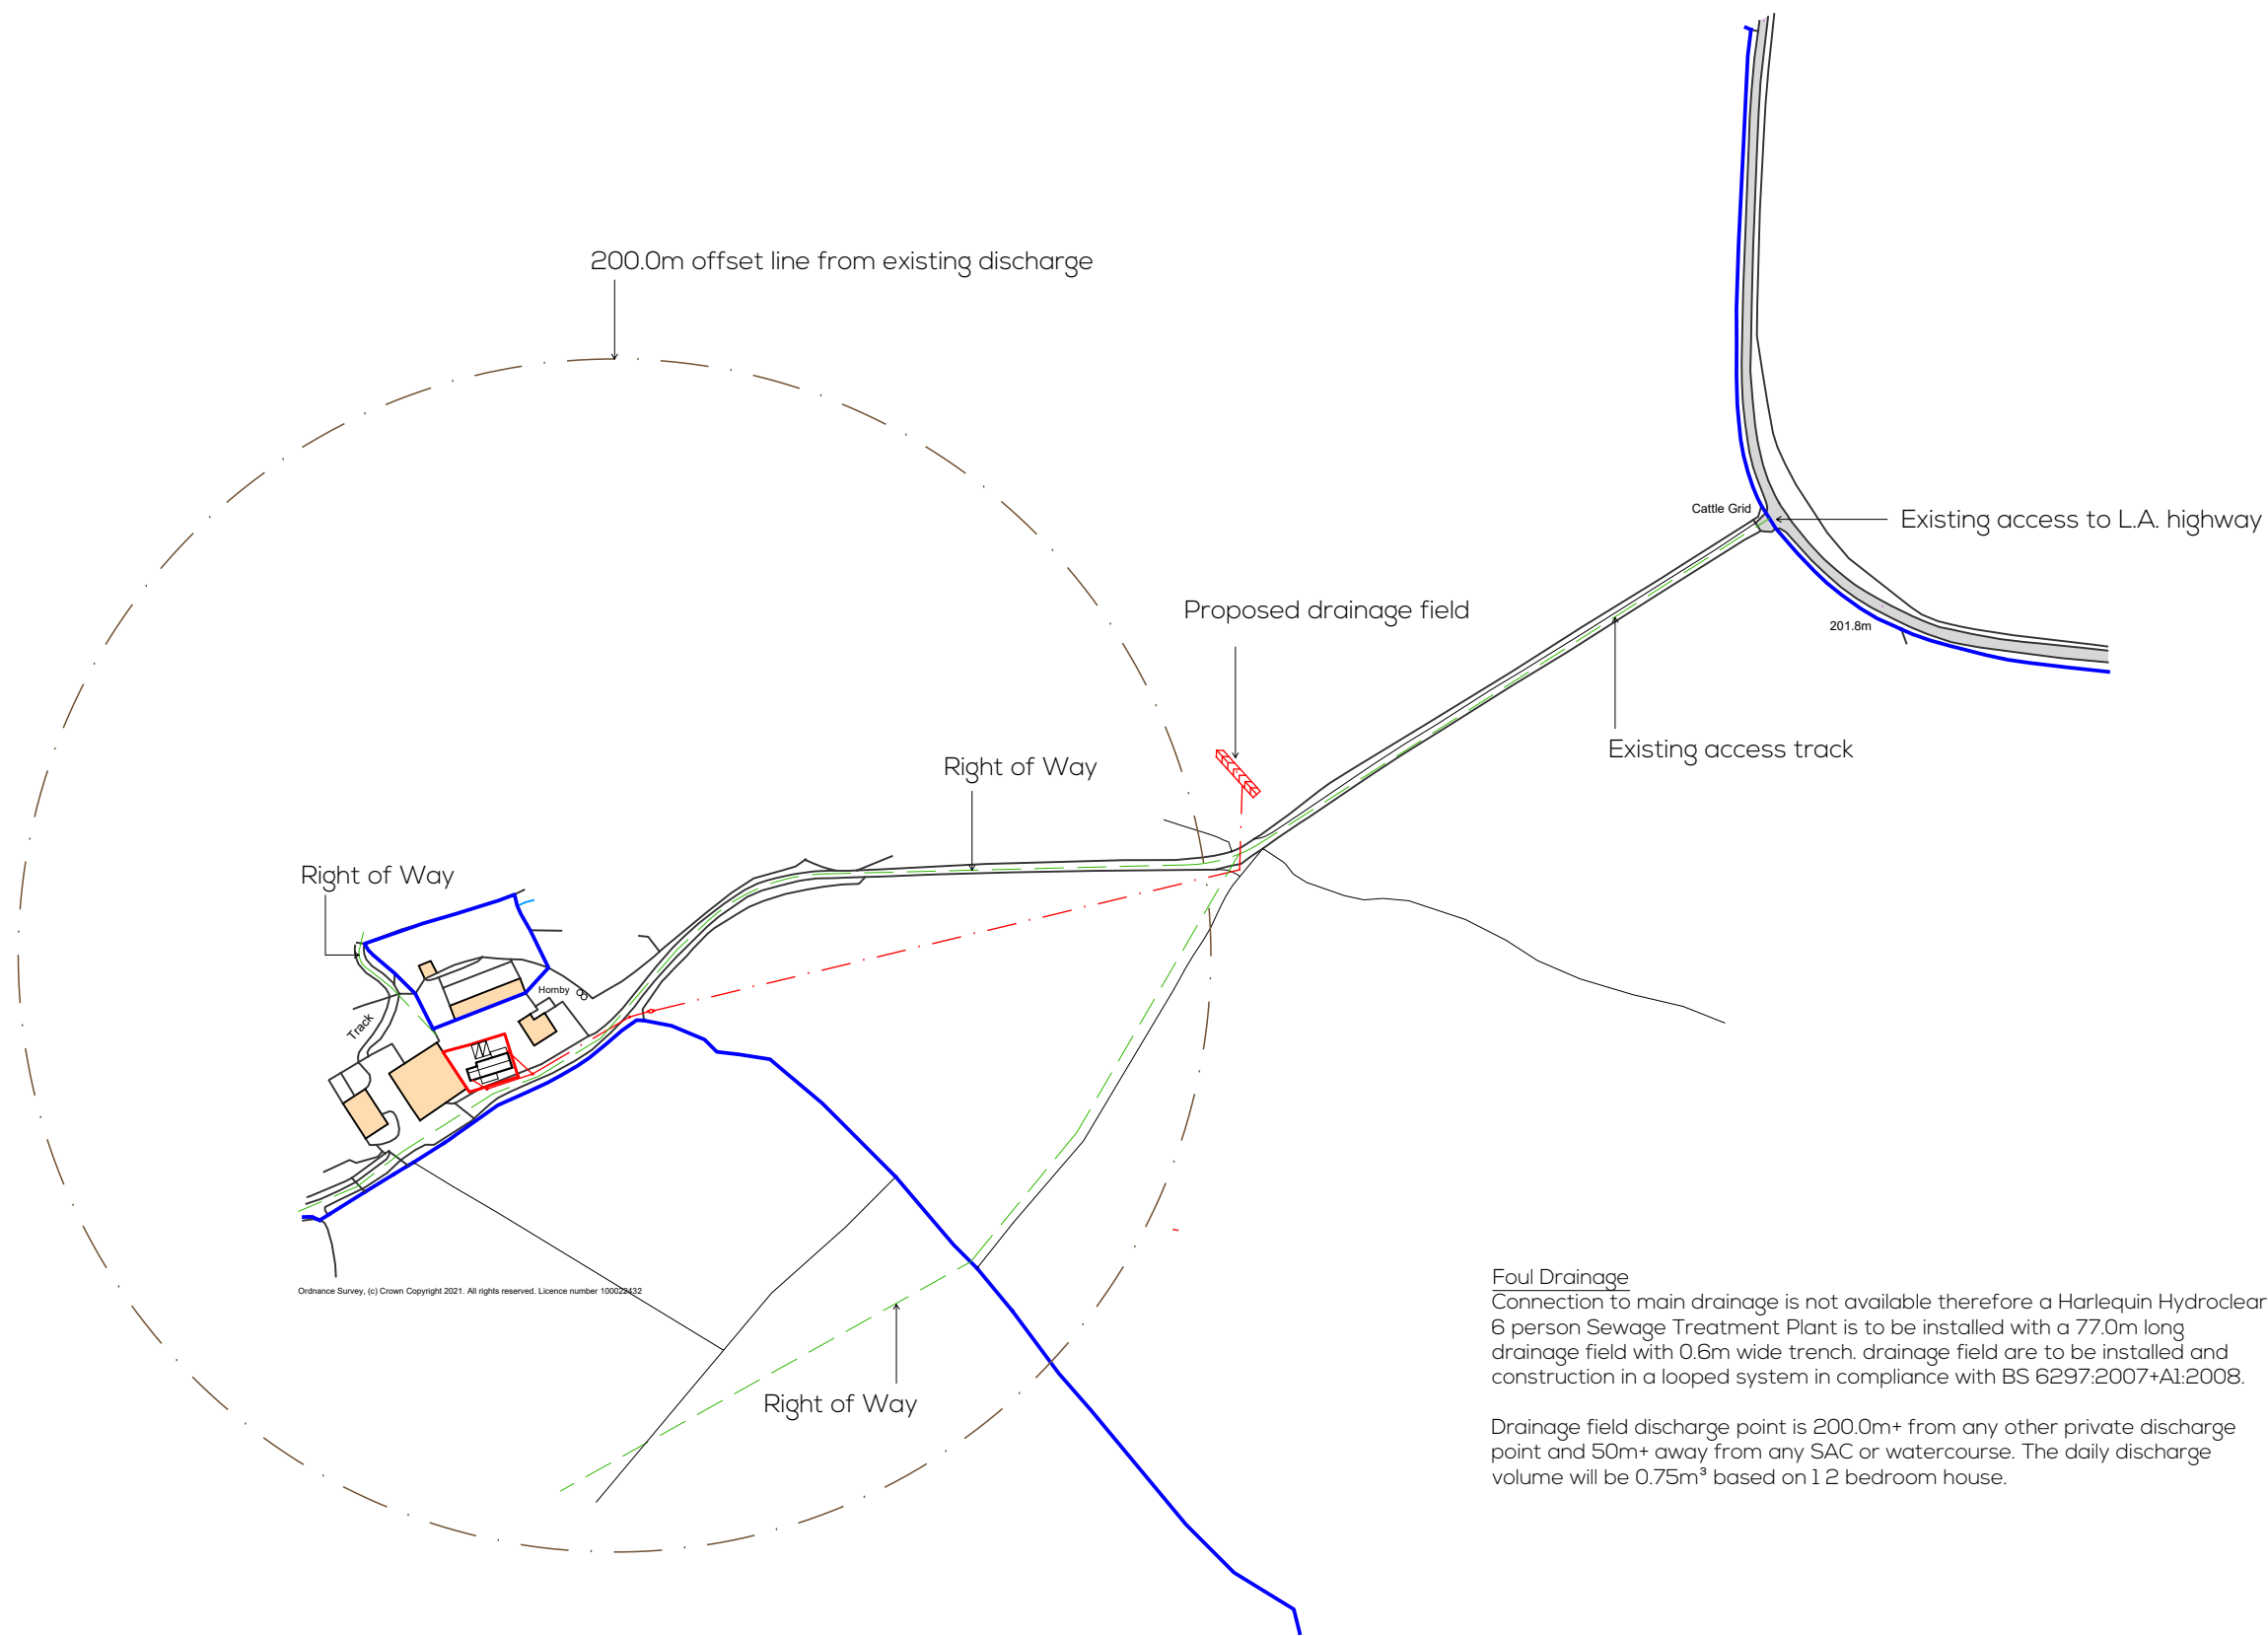 200.0m offset line from existing discharge
Cattle Grid
Existing access to L.A. highway
Proposed drainage field
201.8m
Right of Way
Existing access track
Right of Way
Hornby
Track
Ordnance Survey, (c) Crown Copyright 2021. All rights reserved. Licence number 100022432
Right of Way
Foul Drainage
Connection to main drainage is not available therefore a Harlequin Hydroclear
6 person Sewage Treatment Plant is to be installed with a 77.0m long
drainage field with 0.6m wide trench. drainage field are to be installed and
construction in a looped system in compliance with BS 6297:2007+A1:2008.
Drainage field discharge point is 200.0m+ from any other private discharge
point and 50m+ away from any SAC or watercourse. The daily discharge
volume will be 0.75m³ based on 1 2 bedroom house.